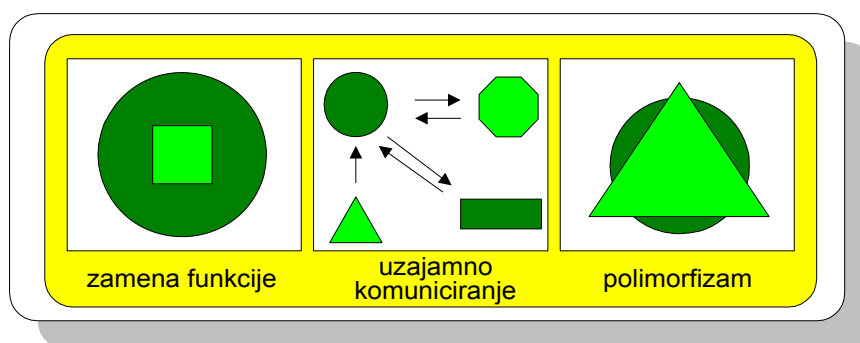 zamena funkcije
uzajamno
komuniciranje
polimorfizam